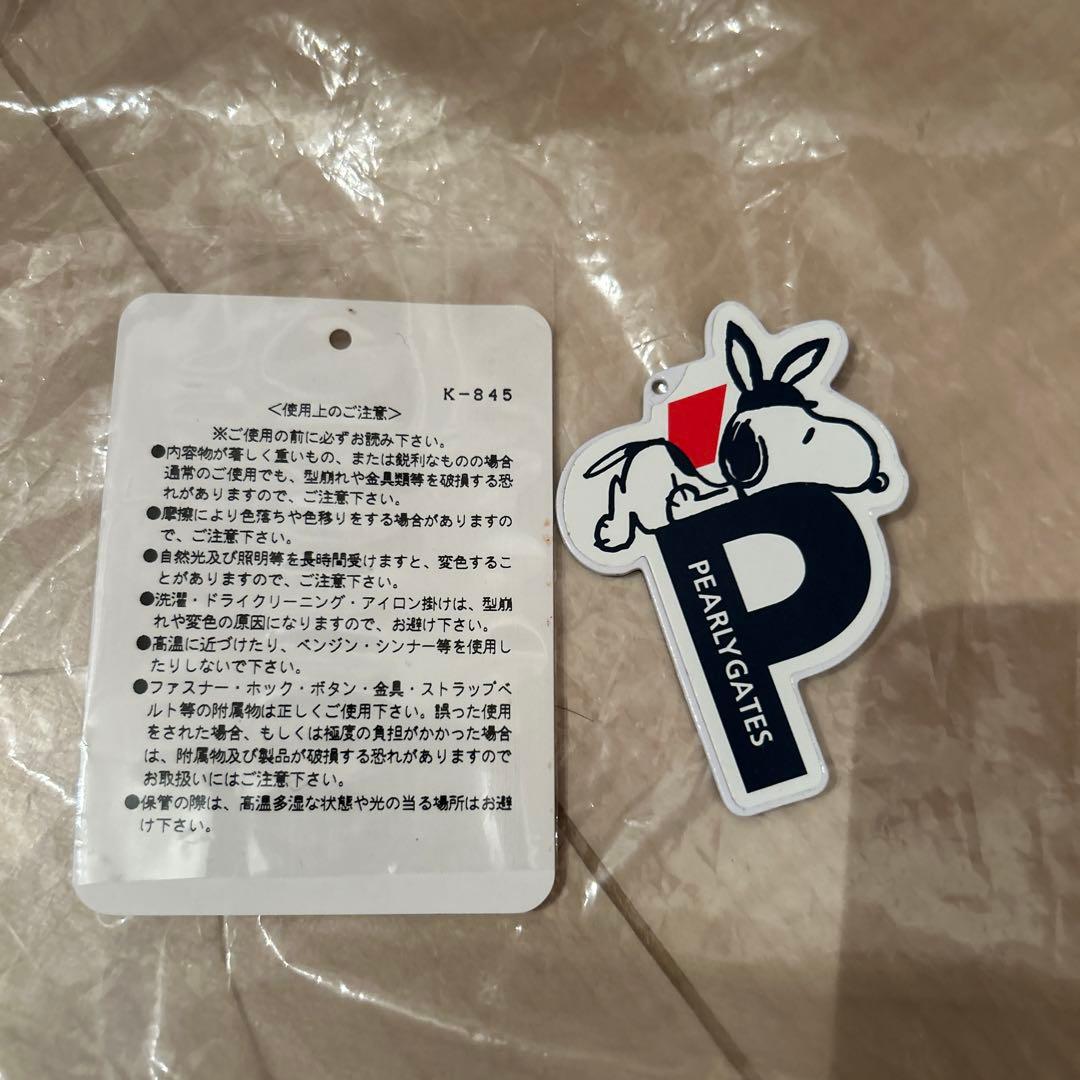 K-845
<使用上のご注意>
※ご使用の前に必ずお読み下さい。
●内容物が著しく重いもの、または鋭利なものの場合
通常のご使用でも、型崩れや金具類等を破損する恐
れがありますので、ご注意下さい。
●摩擦により色落ちや色移りをする場合がありますの
で、ご注意下さい。
●自然光及び照明等を長時間受けますと、変色するこ
とがありますので、ご注意下さい。
●洗濯・ドライクリーニング・アイロン掛けは、型崩
れや変色の原因になりますので、お避け下さい。
●高温に近づけたり、ベンジン・シンナー等を使用し
たりしないで下さい。
●ファスナー・ホック・ボタン・金具・ストラップベ
ルト等の附属物は正しくご使用下さい。誤った使用
をされた場合、もしくは極度の負担がかかった場合
は、附属物及び製品が破損する恐れがありますので
お取扱いにはご注意下さい。
●保管の際は、高温多湿な状態や光の当る場所はお避
け下さい。
P
PEARLY GATES